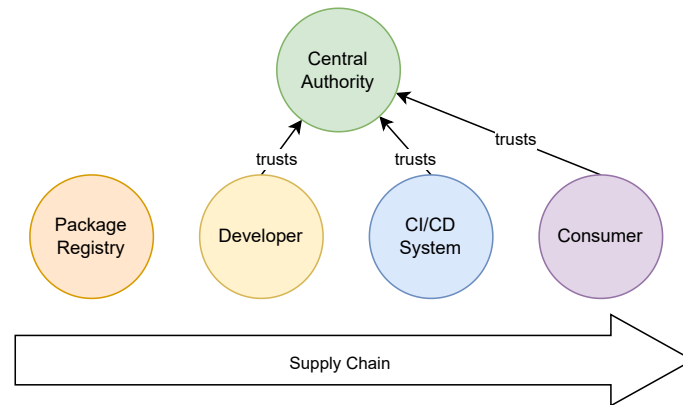 Central
Authority
trusts
trusts
trusts
Package
Registry
Developer
CI/CD
System
Consumer
Supply Chain